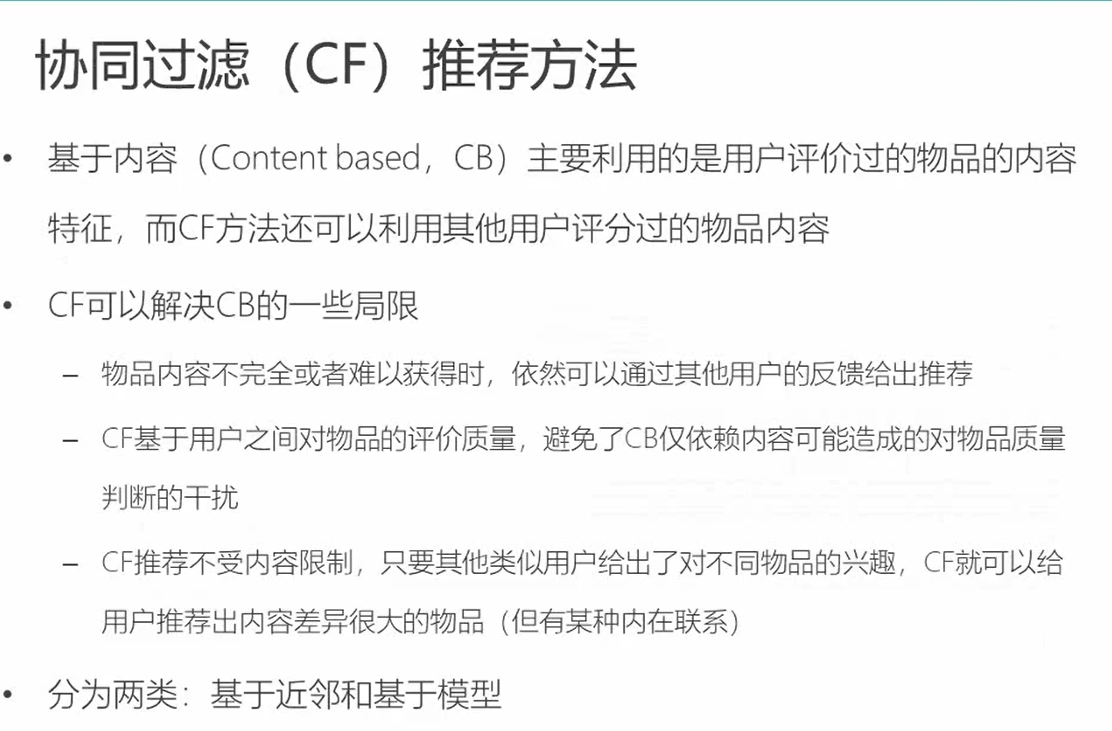 协同过滤（CF）推荐方法
• 基于内容（Content based，CB）主要利用的是用户评价过的物品的内容
特征，而CF方法还可以利用其他用户评分过的物品内容
• CF可以解决CB的一些局限
– 物品内容不完全或者难以获得时，依然可以通过其他用户的反馈给出推荐
– CF基于用户之间对物品的评价质量，避免了CB仅依赖内容可能造成的对物品质量
判断的干扰
– CF推荐不受内容限制，只要其他类似用户给出了对不同物品的兴趣，CF就可以给
用户推荐出内容差异很大的物品（但有某种内在联系）
• 分为两类：基于近邻和基于模型